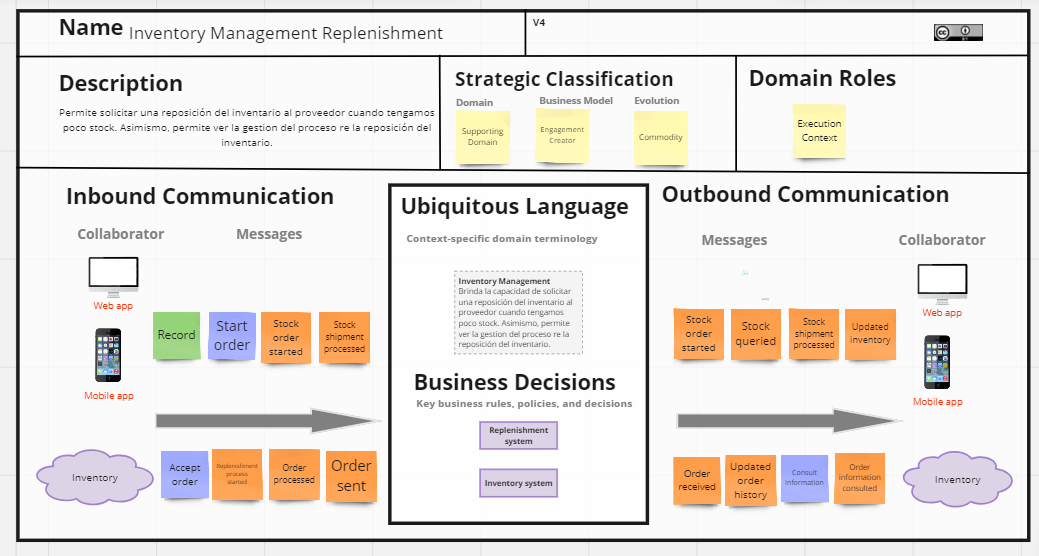 Name Inventory Management Replenishment
V4
Description
Permite solicitar una reposición del inventario al proveedor cuando tengamos
poco stock. Asimismo, permite ver la gestion del proceso re la reposición del
inventario.
Strategic Classification
Domain
Business Model
Evolution
Supporting
Domain
Engagement
Creator
Commodity
Domain Roles
Execution
Context
Inbound Communication
Collaborator
Messages
Web app
Mobile app
Record
Start
order
Stock
order
started
Stock
shipment
processed
Inventory
Accept
order
Replenishment
process
started
Order
processed
Order
sent
Ubiquitous Language
Context-specific domain terminology
Inventory Management
Brinda la capacidad de solicitar
una reposición del inventario al
proveedor cuando tengamos
poco stock. Asimismo, permite
ver la gestion del proceso re la
reposición del inventario.
Business Decisions
Key business rules, policies, and decisions
Replenishment
system
Inventory system
Outbound Communication
Messages
Collaborator
Stock
order
started
Stock
queried
Stock
shipment
processed
Updated
inventory
Web app
Mobile app
Order
received
Updated
order
history
Consult
information
Order
information
consulted
Inventory